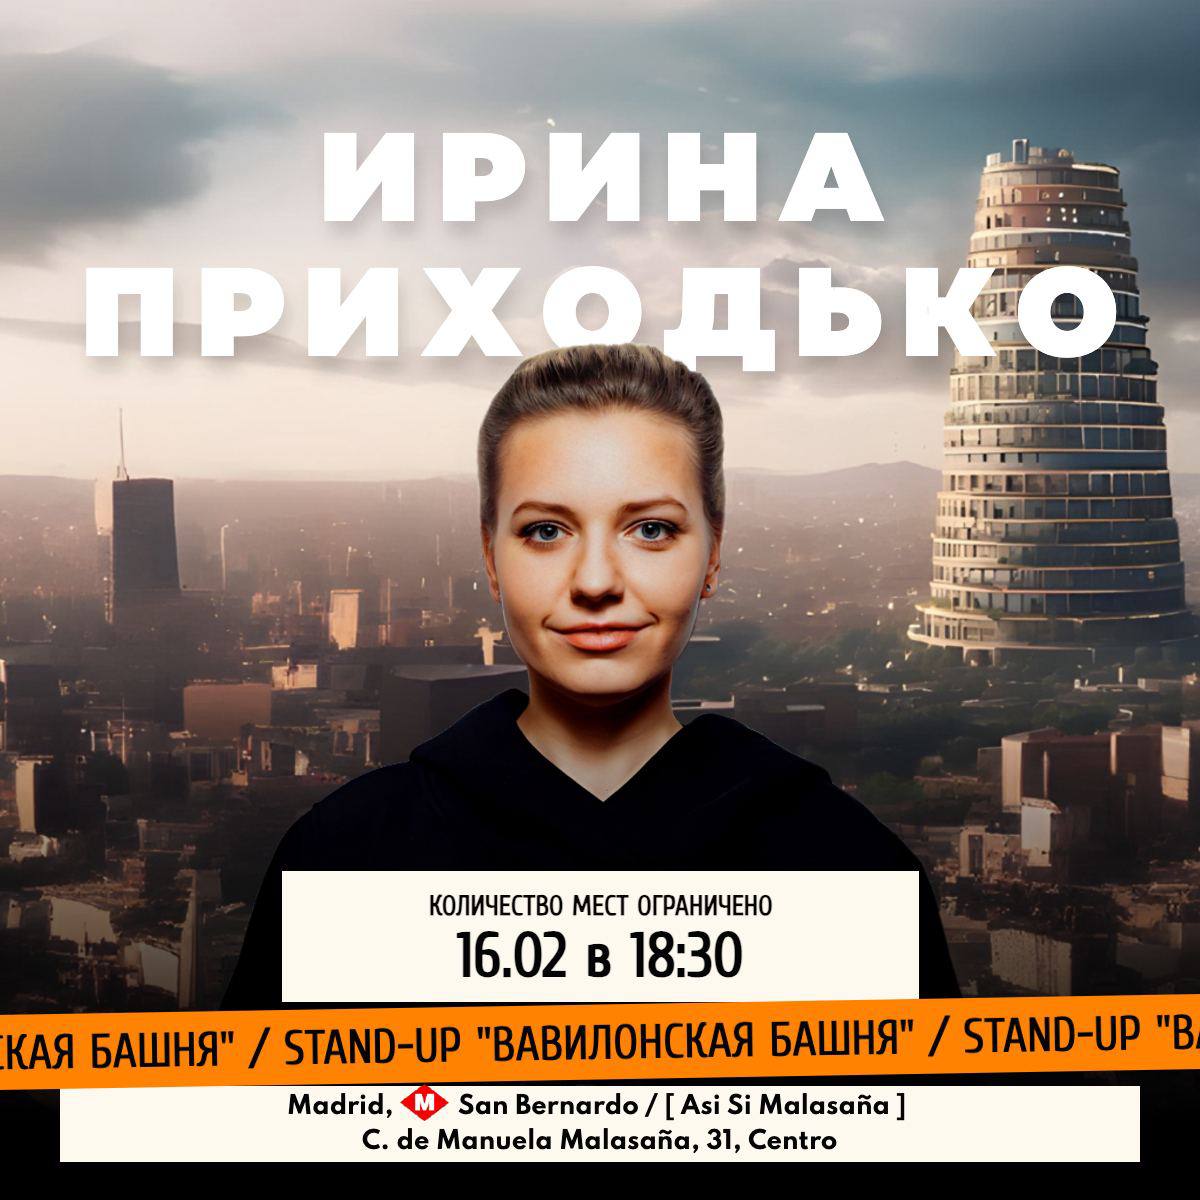 ИРИНА
ПРИХОДЬКО
КОЛИЧЕСТВО МЕСТ ОГРАНИЧЕНО
16.02 в 18:30
СКАЯ БАШНЯ" / STAND-UP "ВАВИЛОНСКАЯ БАШНЯ" / STAND-UP "ВА
Madrid, M San Bernardo / [ Asi Si Malasaña ]
C. de Manuela Malasaña, 31, Centro